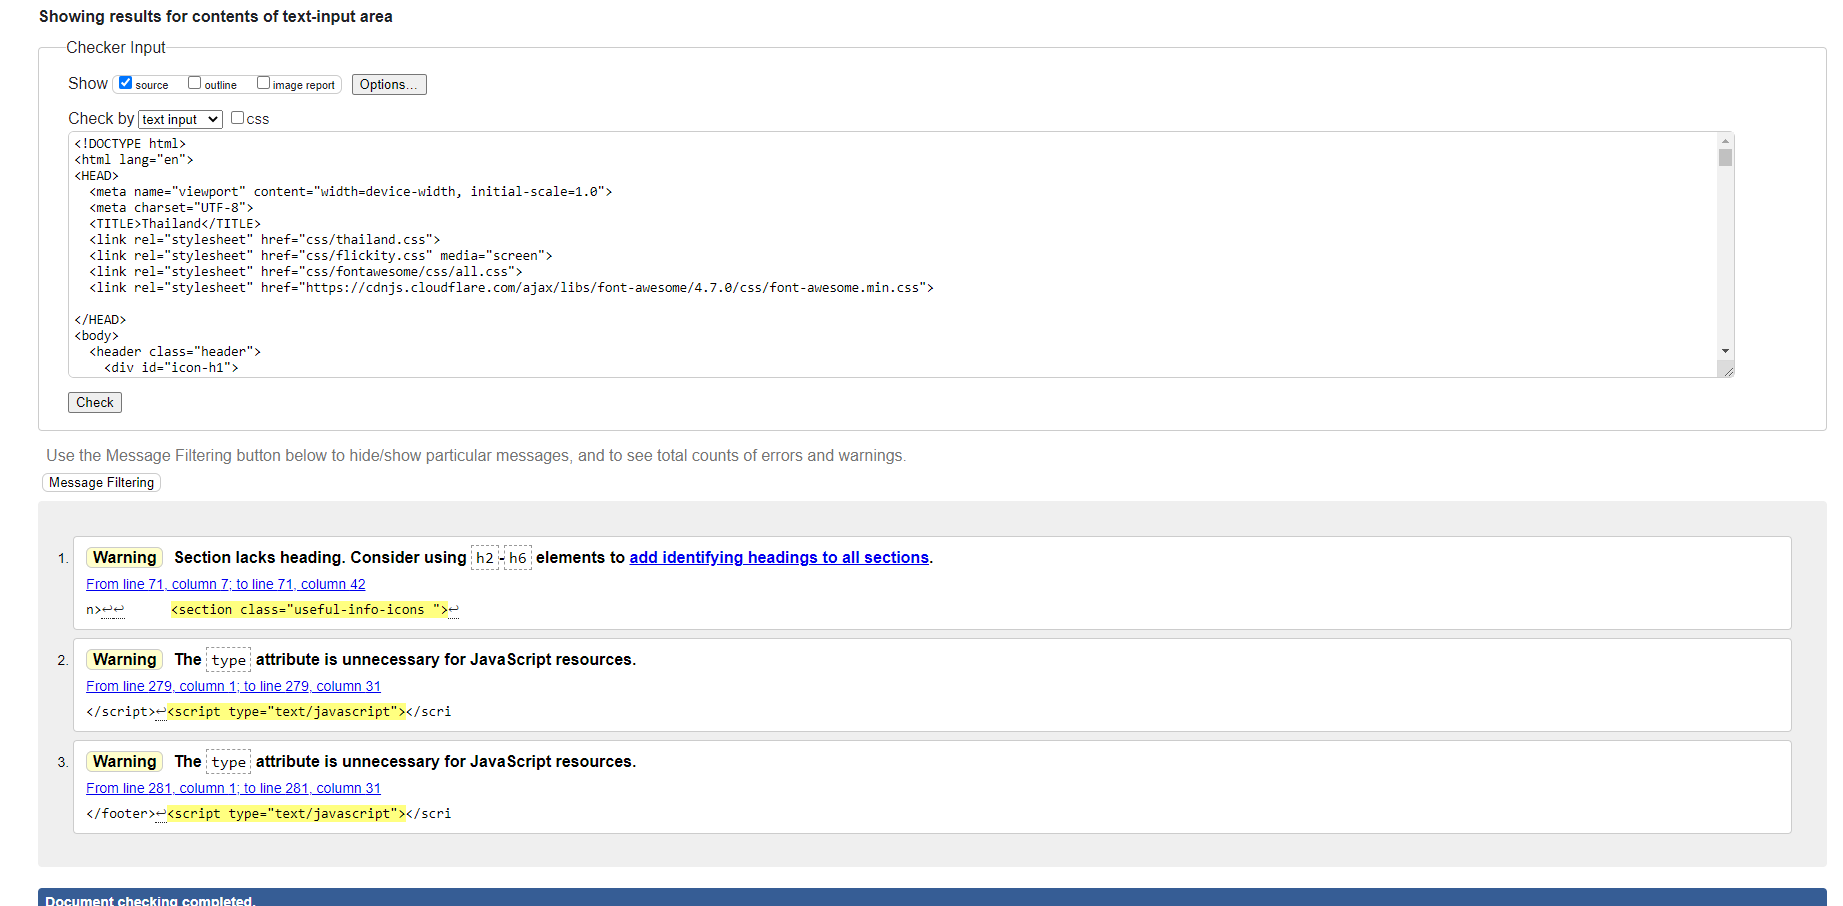 Showing results for contents of text-input area
Checker Input
Show source outline image report Options...
Check by text input css
<!DOCTYPE html>
<html lang="en">
<HEAD>
  <meta name="viewport" content="width=device-width, initial-scale=1.0">
  <meta charset="UTF-8">
  <TITLE>Thailand</TITLE>
  <link rel="stylesheet" href="css/thailand.css">
  <link rel="stylesheet" href="css/flickity.css" media="screen">
  <link rel="stylesheet" href="css/fontawesome/css/all.css">
  <link rel="stylesheet" href="https://cdnjs.cloudflare.com/ajax/libs/font-awesome/4.7.0/css/font-awesome.min.css">
</HEAD>
<body>
  <header class="header">
    <div id="icon-h1">
Check
Use the Message Filtering button below to hide/show particular messages, and to see total counts of errors and warnings.
Message Filtering
1. Warning Section lacks heading. Consider using h2-h6 elements to add identifying headings to all sections.
From line 71, column 7; to line 71, column 42
n>↩↩      <section class="useful-info-icons ">↩
2. Warning The type attribute is unnecessary for JavaScript resources.
From line 279, column 1; to line 279, column 31
</script>↩<script type="text/javascript"></scri
3. Warning The type attribute is unnecessary for JavaScript resources.
From line 281, column 1; to line 281, column 31
</footer>↩<script type="text/javascript"></scri
Document checking completed.